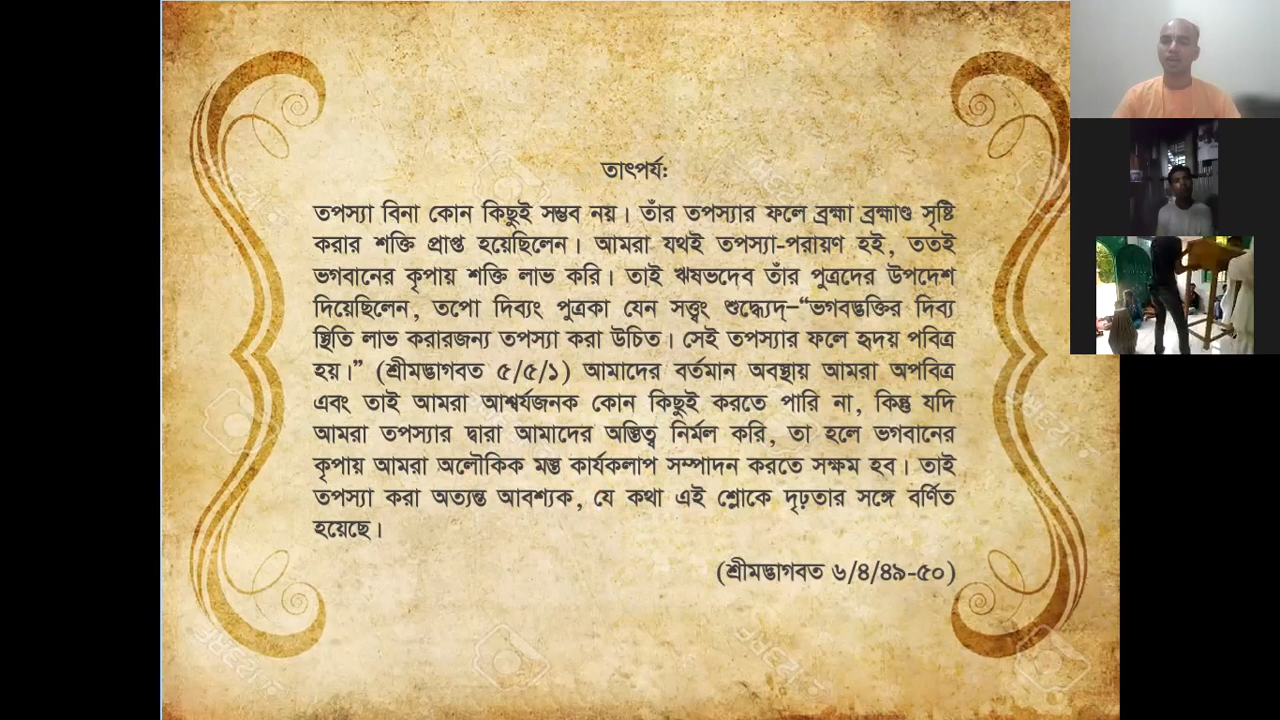 তাৎপর্য:
তপস্যা বিনা কোন কিছুই সম্ভব নয়। তাঁর তপস্যার ফলে ব্রহ্মা ব্রহ্মাণ্ড সৃষ্টি
করার শক্তি প্রাপ্ত হয়েছিলেন। আমরা যথই তপস্যা-পরায়ণ হই, ততই
ভগবানের কৃপায় শক্তি লাভ করি। তাই ঋষভদেব তাঁর পুত্রদের উপদেশ
দিয়েছিলেন, তপো দিব্যং পুত্রকা যেন সত্ত্বং শুদ্ধ্যেদ্–“ভগবদ্ভক্তির দিব্য
স্থিতি লাভ করারজন্য তপস্যা করা উচিত। সেই তপস্যার ফলে হৃদয় পবিত্র
হয়।” (শ্রীমদ্ভাগবত ৫/৫/১) আমাদের বর্তমান অবস্থায় আমরা অপবিত্র
এবং তাই আমরা আশ্বর্যজনক কোন কিছুই করতে পারি না, কিন্তু যদি
আমরা তপস্যার দ্বারা আমাদের অস্তিত্ব নির্মল করি, তা হলে ভগবানের
কৃপায় আমরা অলৌকিক মস্ত কার্যকলাপ সম্পাদন করতে সক্ষম হব। তাই
তপস্যা করা অত্যন্ত আবশ্যক, যে কথা এই শ্লোকে দৃঢ়তার সঙ্গে বর্ণিত
হয়েছে।
(শ্রীমদ্ভাগবত ৬/৪/৪৯-৫০)